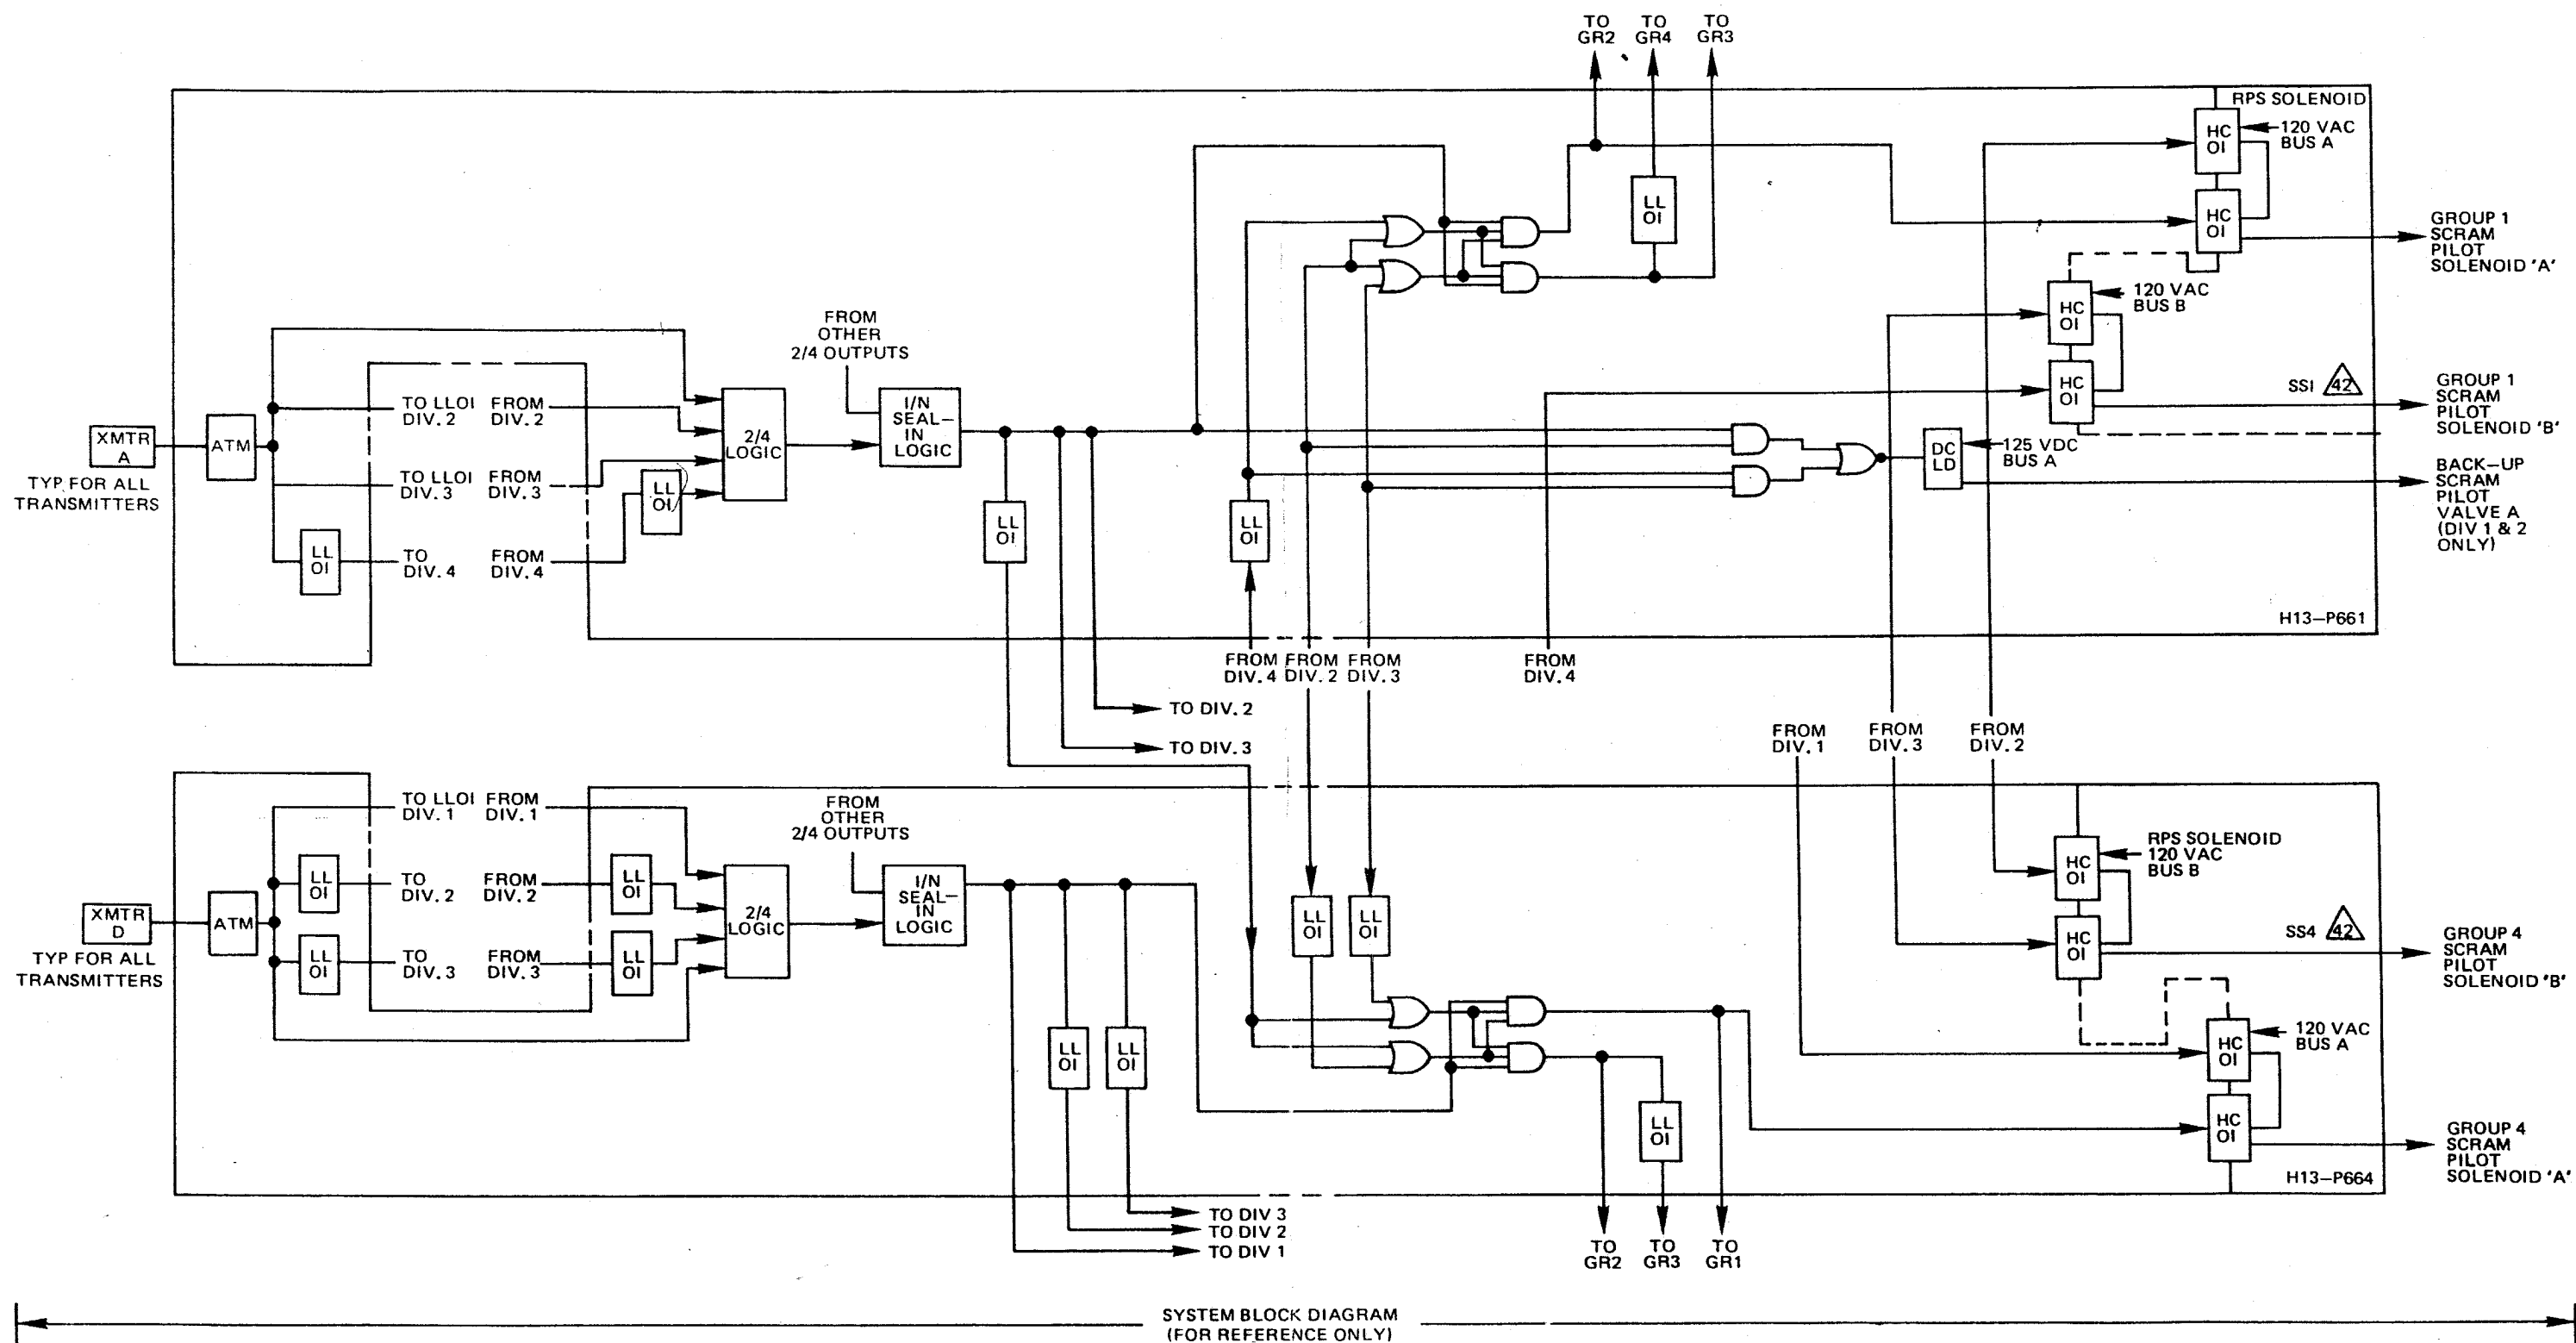 TO GR2
TO GR4
TO GR3
RPS SOLENOID
HC OI
120 VAC BUS A
HC OI
GROUP 1 SCRAM PILOT SOLENOID 'A'
LL OI
HC OI
120 VAC BUS B
HC OI
SS1
42
GROUP 1 SCRAM PILOT SOLENOID 'B'
FROM OTHER 2/4 OUTPUTS
XMTR A
TYP FOR ALL TRANSMITTERS
ATM
TO LLOI DIV. 2
FROM DIV. 2
TO LLOI DIV. 3
FROM DIV. 3
LL OI
TO DIV. 4
FROM DIV. 4
LL OI
2/4 LOGIC
I/N SEAL-IN LOGIC
LL OI
LL OI
DC LD
125 VDC BUS A
BACK-UP SCRAM PILOT VALVE A (DIV 1 & 2 ONLY)
H13-P661
FROM DIV. 4
FROM DIV. 2
FROM DIV. 3
FROM DIV. 4
TO DIV. 2
TO DIV. 3
FROM DIV. 1
FROM DIV. 3
FROM DIV. 2
XMTR D
TYP FOR ALL TRANSMITTERS
ATM
TO LLOI DIV. 1
FROM DIV. 1
LL OI
TO DIV. 2
FROM DIV. 2
LL OI
LL OI
TO DIV. 3
FROM DIV. 3
LL OI
2/4 LOGIC
FROM OTHER 2/4 OUTPUTS
I/N SEAL-IN LOGIC
LL OI
LL OI
LL OI
LL OI
HC OI
RPS SOLENOID 120 VAC BUS B
HC OI
SS4
42
GROUP 4 SCRAM PILOT SOLENOID 'B'
HC OI
120 VAC BUS A
HC OI
GROUP 4 SCRAM PILOT SOLENOID 'A'
LL OI
H13-P664
TO DIV 3
TO DIV 2
TO DIV 1
TO GR2
TO GR3
TO GR1
SYSTEM BLOCK DIAGRAM
(FOR REFERENCE ONLY)